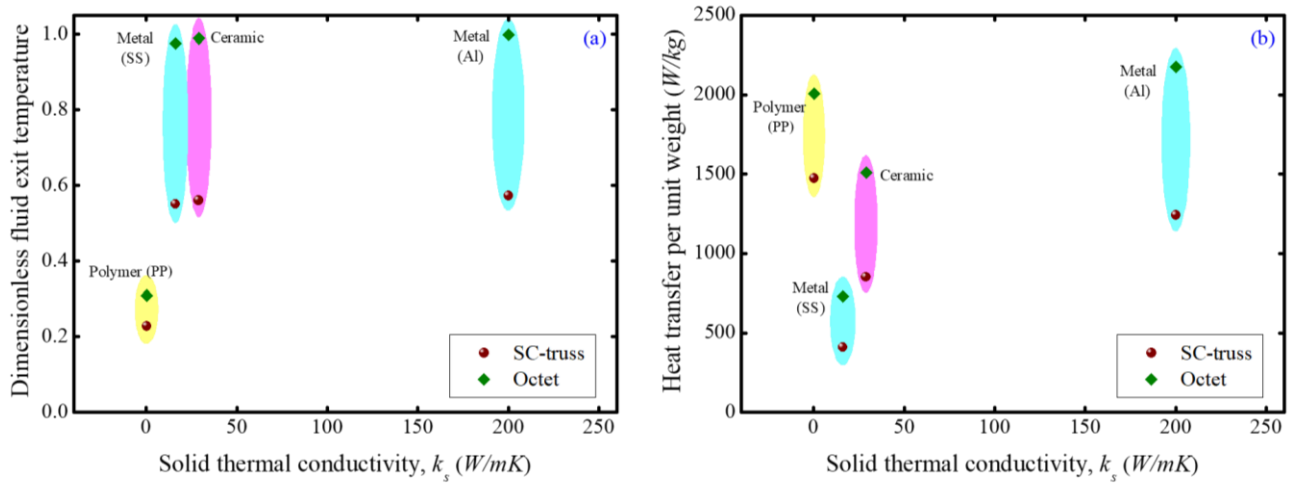 (a)
Dimensionless fluid exit temperature
1.0
0.8
0.6
0.4
0.2
0.0
Metal
(SS)
Ceramic
Metal
(Al)
Polymer (PP)
SC-truss
Octet
0
50
100
150
200
250
Solid thermal conductivity, kₛ (W/mK)
(b)
Heat transfer per unit weight (W/kg)
2500
2000
1500
1000
500
0
Polymer
(PP)
Metal
(Al)
Ceramic
Metal
(SS)
SC-truss
Octet
0
50
100
150
200
250
Solid thermal conductivity, kₛ (W/mK)